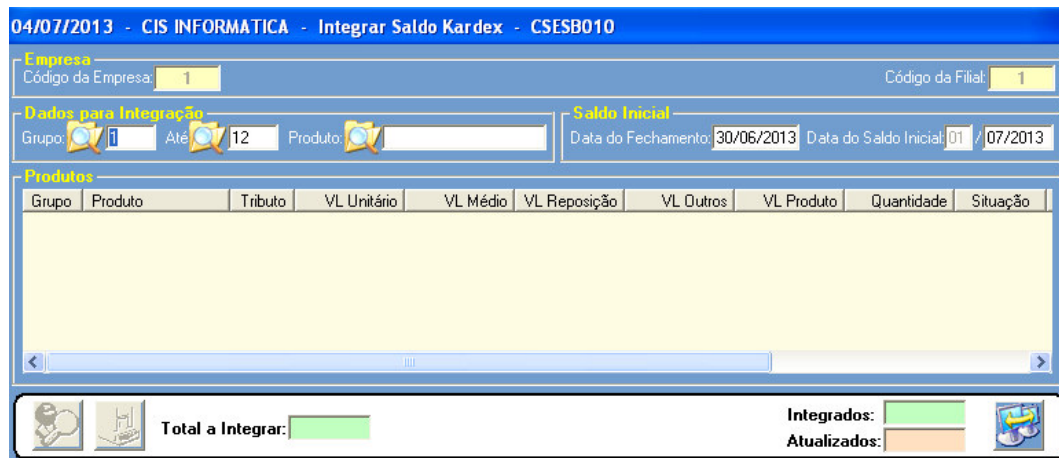 04/07/2013 - CIS INFORMATICA - Integrar Saldo Kardex - CSESB010
Empresa
Código da Empresa: 1 Código da Filial: 1
Dados para Integração Saldo Inicial
Grupo: 1 Até 12 Produto: Data do Fechamento: 30/06/2013 Data do Saldo Inicial: 01 / 07/2013
Produtos
Grupo Produto Tributo VL Unitário VL Médio VL Reposição VL Outros VL Produto Quantidade Situação
Total a Integrar: Integrados:
Atualizados: